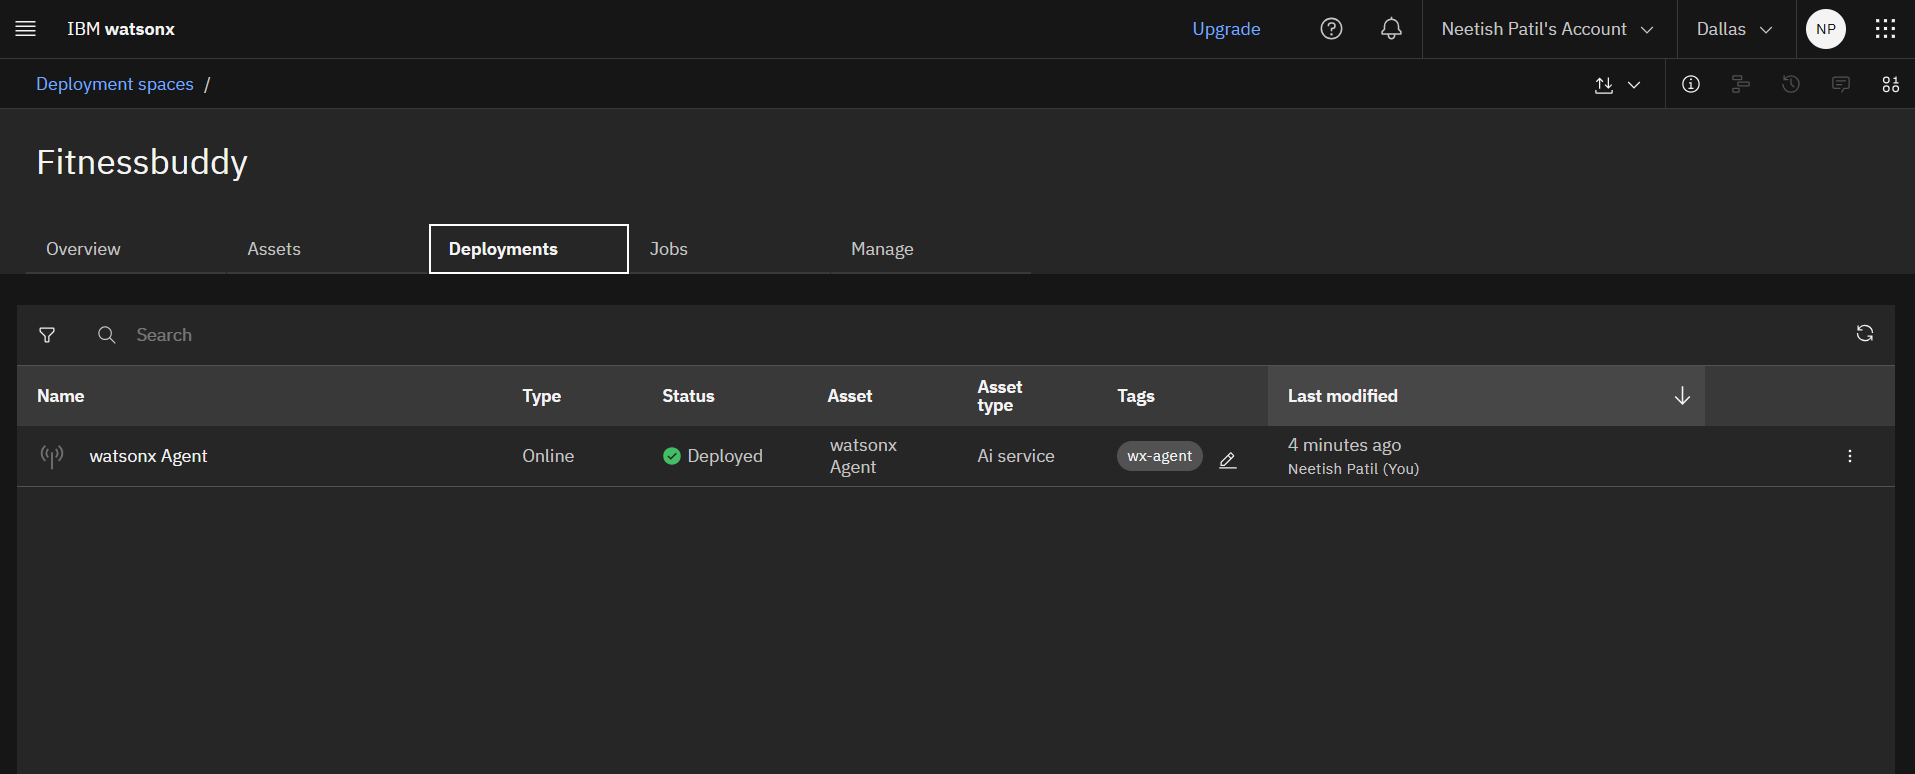 IBM watsonx
Upgrade
Neetish Patil's Account
Dallas
NP
Deployment spaces /
Fitnessbuddy
Overview
Assets
Deployments
Jobs
Manage
Search
Name
Type
Status
Asset
Asset
type
Tags
Last modified
watsonx Agent
Online
Deployed
watsonx
Agent
Ai service
wx-agent
4 minutes ago
Neetish Patil (You)